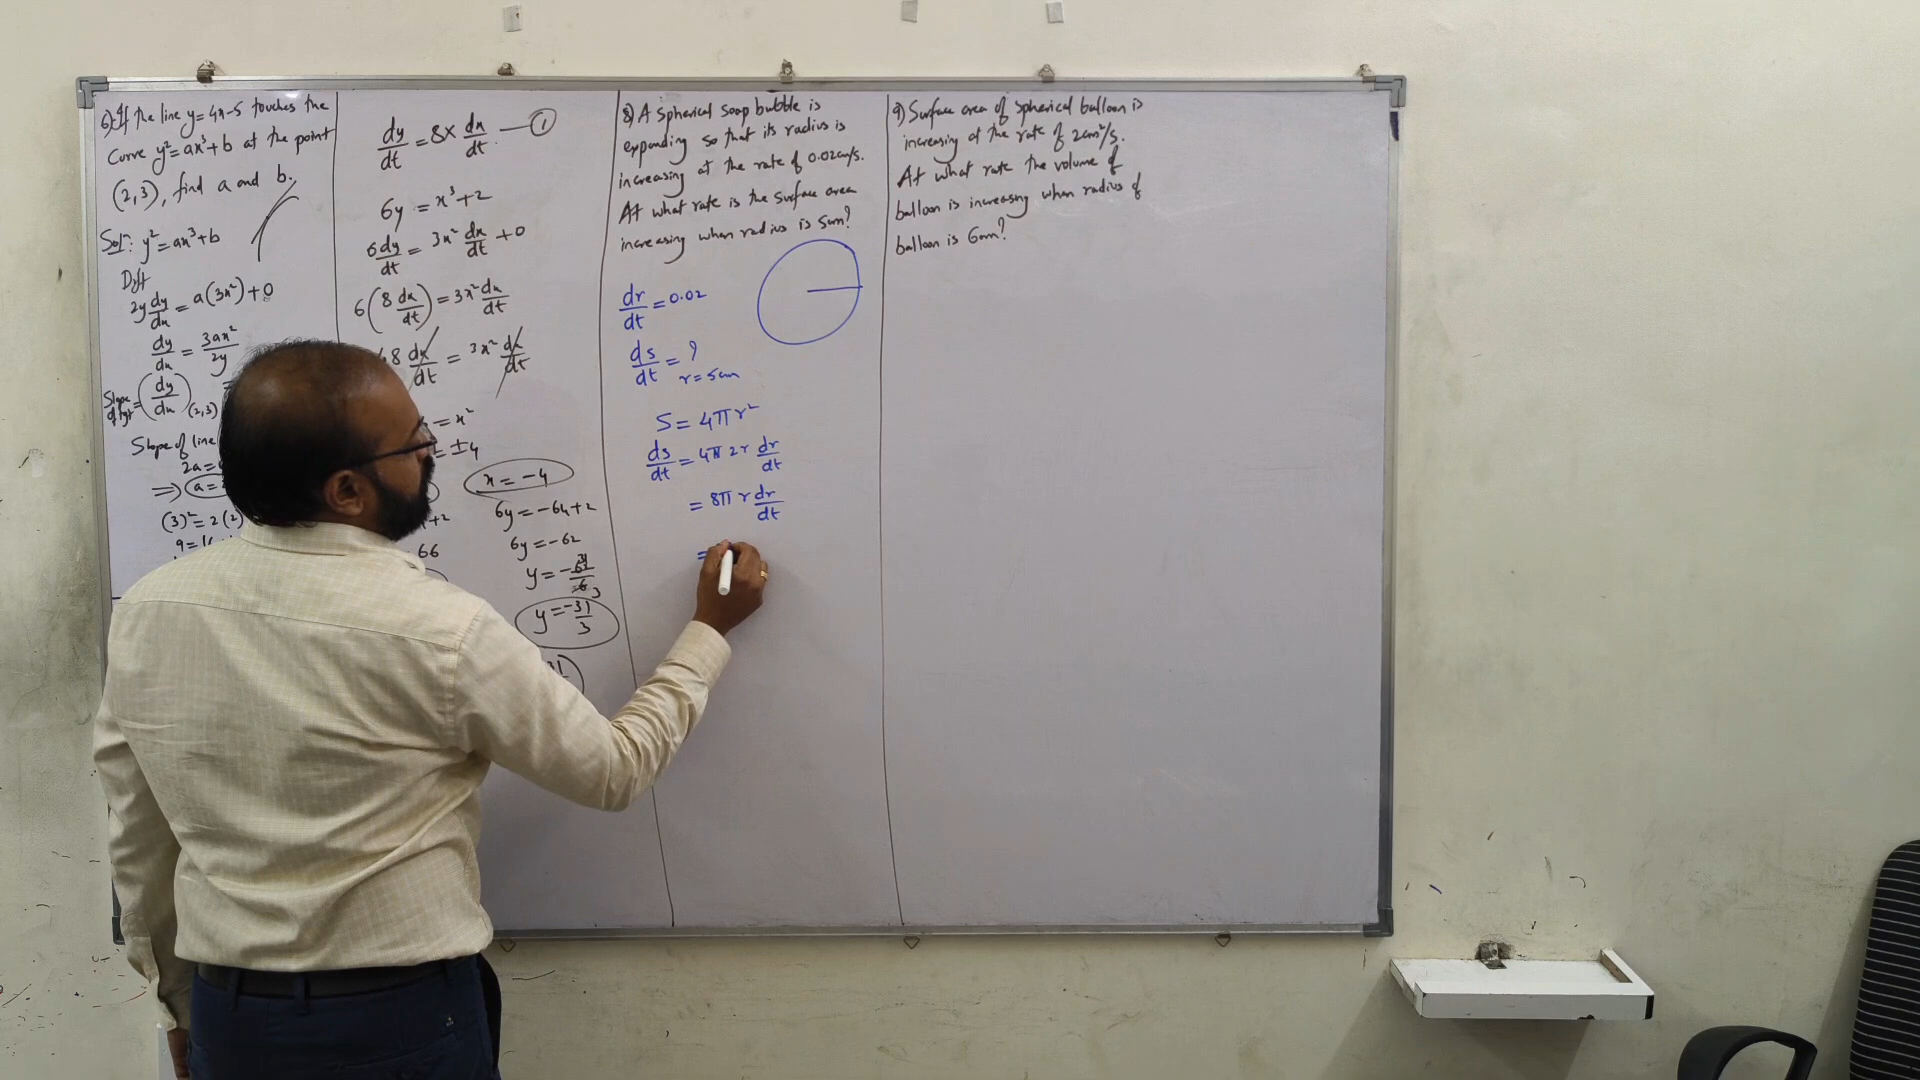 6) If the line y=4x-5 touches the
Curve y²=ax³+b at the point
(2,3), find a and b.
Solⁿ: y²=ax³+b
Diff
2y dy/dx = a(3x²)+0
dy/dx = 3ax²/2y
Slope of tgt = (dy/dx)(2,3)
Slope of line
2a=
⇒ a=
(3)²=2(2)
dy/dt = 8× dx/dt —①
6y = x³+2
6dy/dt = 3x² dx/dt + 0
6(8 dx/dt) = 3x² dx/dt
48 dx/dt = 3x² dx/dt
= x²
= ±4
+2
66
x = -4
6y = -64+2
6y = -62
y = -62/6
y = -31/3
8) A Spherical Soap bubble is
expanding so that its radius is
increasing at the rate of 0.02cm/s.
At what rate is the Surface area
increasing when radius is 5cm?
dr/dt = 0.02
ds/dt = ?
r = 5cm
S = 4πr²
ds/dt = 4π 2r dr/dt
= 8π r dr/dt
=
9) Surface area of Spherical balloon is
increasing at the rate of 2cm²/s.
At what rate the volume of
balloon is increasing when radius of
balloon is 6cm?